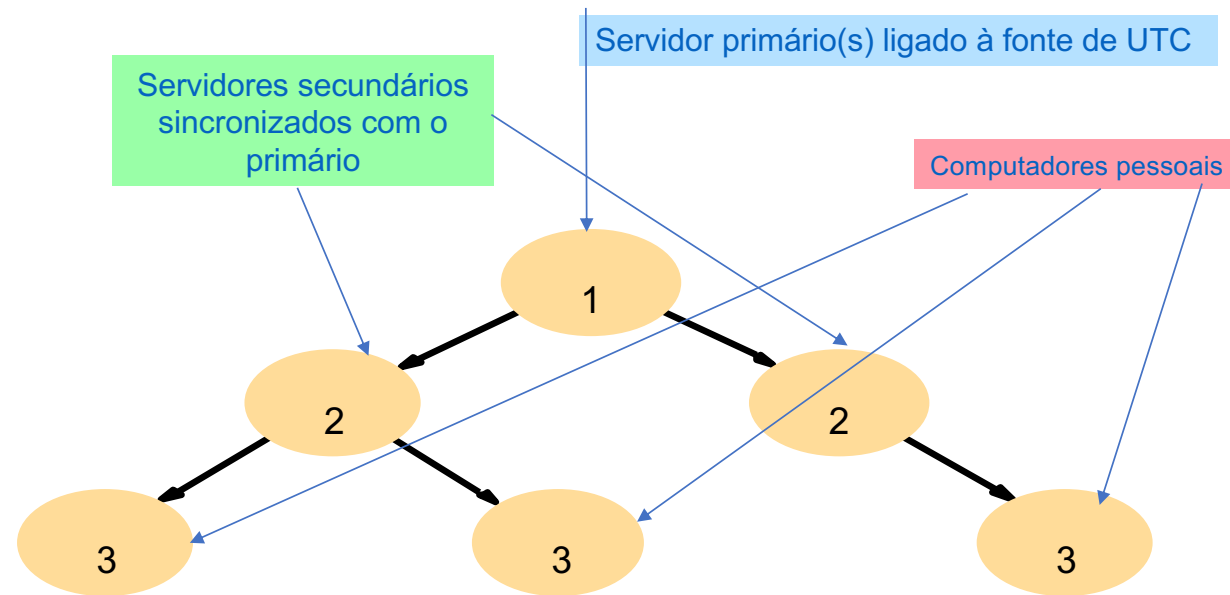 Servidor primário(s) ligado à fonte de UTC
Servidores secundários
sincronizados com o
primário
Computadores pessoais
1
2
2
3
3
3